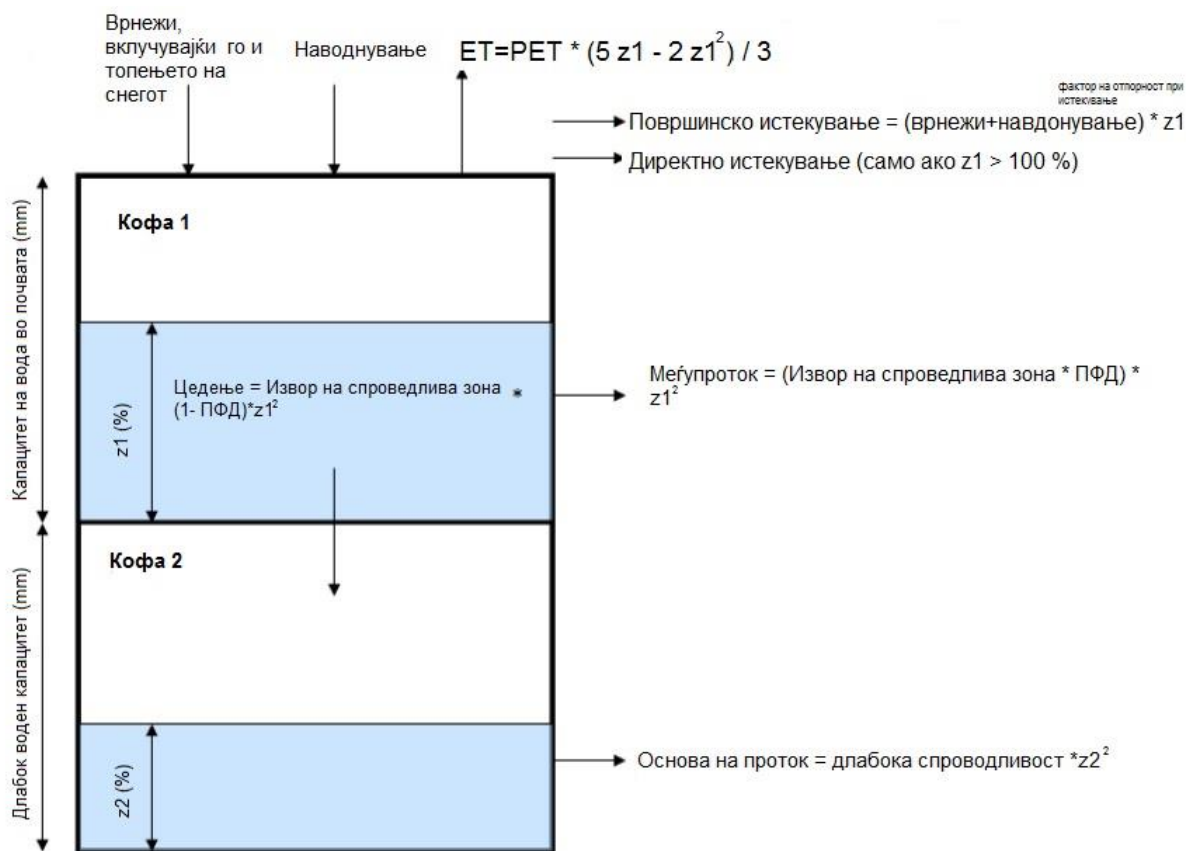 Врнежи,
вклучувајќи го и
топењето на
снегот
Наводнување
ET=PET * (5 z1 - 2 z1²) / 3
фактор на отпорност при
истекување
Површинско истекување = (врнежи+навдонување) * z1
Директно истекување (само ако z1 > 100 %)
Капацитет на вода во почвата (mm)
Кофа 1
z1 (%)
Цедење = Извор на спроведлива зона *
(1- ПФД)*z1²
Меѓупроток = (Извор на спроведлива зона * ПФД) *
z1²
Длабок воден капацитет (mm)
Кофа 2
z2 (%)
Основа на проток = длабока спроводливост *z2²